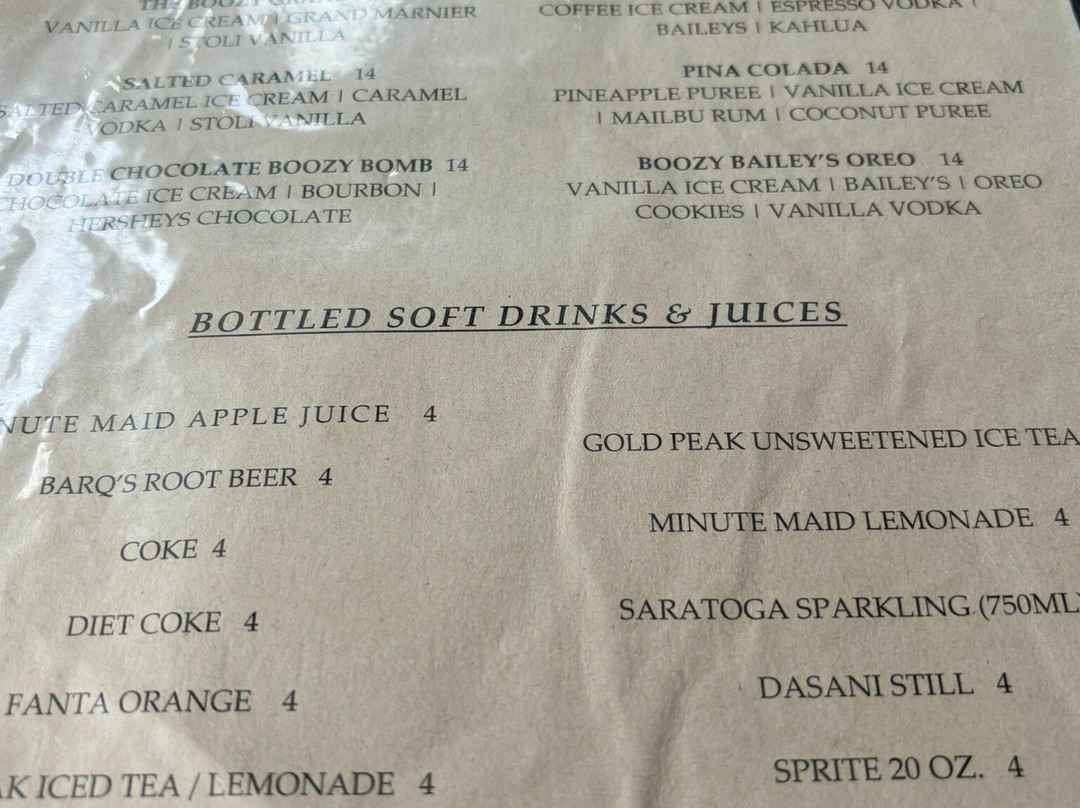 THE BOOZY
VANILLA ICE CREAM | GRAND MARNIER
| STOLI VANILLA
SALTED CARAMEL 14
SALTED CARAMEL ICE CREAM | CARAMEL
VODKA | STOLI VANILLA
DOUBLE CHOCOLATE BOOZY BOMB 14
CHOCOLATE ICE CREAM | BOURBON |
HERSHEYS CHOCOLATE
COFFEE ICE CREAM | ESPRESSO VODKA |
BAILEYS | KAHLUA
PINA COLADA 14
PINEAPPLE PUREE | VANILLA ICE CREAM
| MAILBU RUM | COCONUT PUREE
BOOZY BAILEY'S OREO 14
VANILLA ICE CREAM | BAILEY'S | OREO
COOKIES | VANILLA VODKA
BOTTLED SOFT DRINKS & JUICES
NUTE MAID APPLE JUICE 4
BARQ'S ROOT BEER 4
COKE 4
DIET COKE 4
FANTA ORANGE 4
AK ICED TEA / LEMONADE 4
GOLD PEAK UNSWEETENED ICE TEA
MINUTE MAID LEMONADE 4
SARATOGA SPARKLING (750ML)
DASANI STILL 4
SPRITE 20 OZ. 4